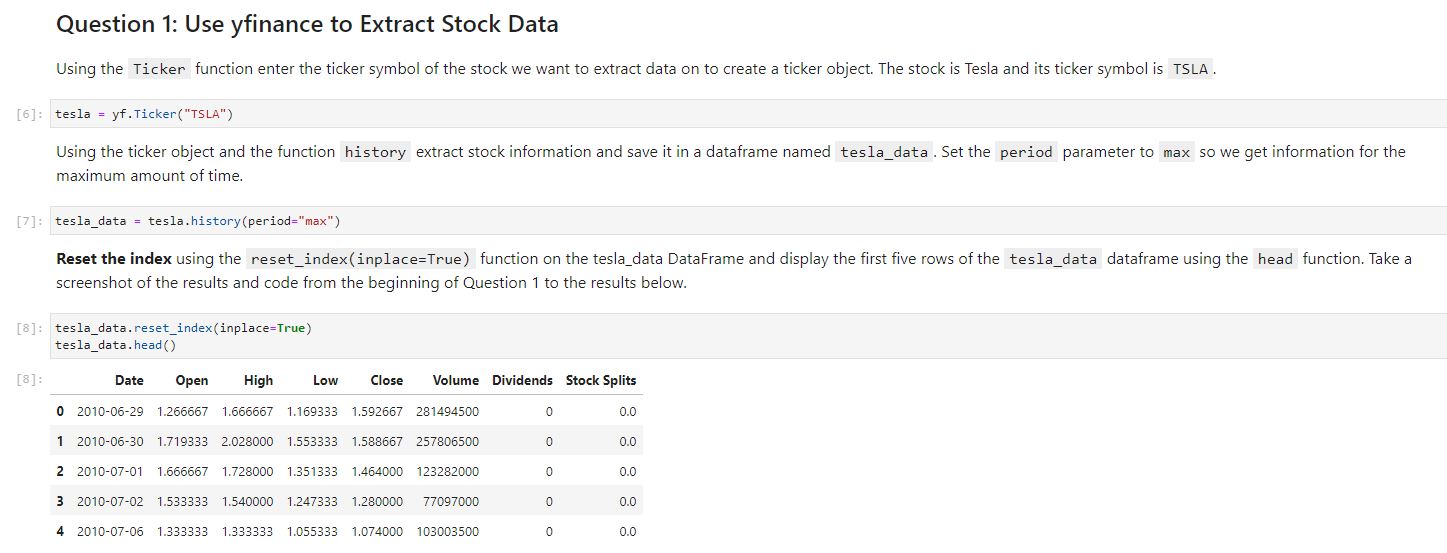 Question 1: Use yfinance to Extract Stock Data
Using the Ticker function enter the ticker symbol of the stock we want to extract data on to create a ticker object. The stock is Tesla and its ticker symbol is TSLA .
[6]: tesla = yf.Ticker("TSLA")
Using the ticker object and the function history extract stock information and save it in a dataframe named tesla_data . Set the period parameter to max so we get information for the
maximum amount of time.
[7]: tesla_data = tesla.history(period="max")
Reset the index using the reset_index(inplace=True) function on the tesla_data DataFrame and display the first five rows of the tesla_data dataframe using the head function. Take a
screenshot of the results and code from the beginning of Question 1 to the results below.
[8]: tesla_data.reset_index(inplace=True)
tesla_data.head()
[8]: Date Open High Low Close Volume Dividends Stock Splits
0 2010-06-29 1.266667 1.666667 1.169333 1.592667 281494500 0 0.0
1 2010-06-30 1.719333 2.028000 1.553333 1.588667 257806500 0 0.0
2 2010-07-01 1.666667 1.728000 1.351333 1.464000 123282000 0 0.0
3 2010-07-02 1.533333 1.540000 1.247333 1.280000 77097000 0 0.0
4 2010-07-06 1.333333 1.333333 1.055333 1.074000 103003500 0 0.0